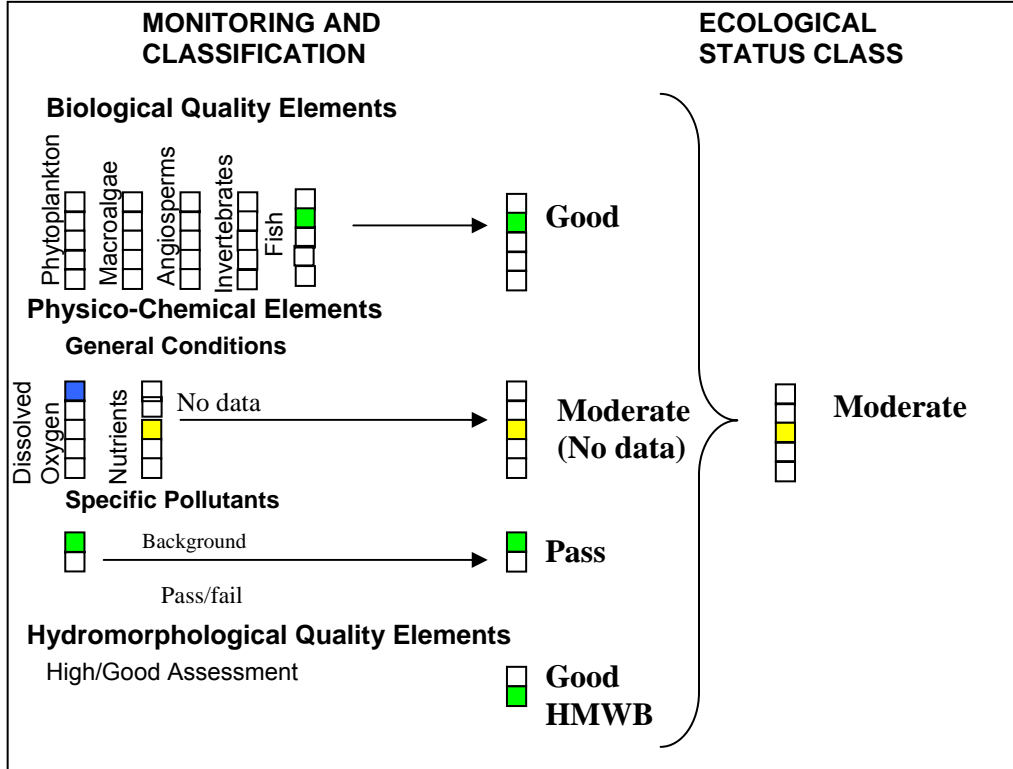 MONITORING AND
CLASSIFICATION
ECOLOGICAL
STATUS CLASS
Biological Quality Elements
Phytoplankton
Macroalgae
Angiosperms
Invertebrates
Fish
Good
Physico-Chemical Elements
General Conditions
Dissolved
Oxygen
Nutrients
No data
Moderate
(No data)
Moderate
Specific Pollutants
Background
Pass
Pass/fail
Hydromorphological Quality Elements
High/Good Assessment
Good
HMWB